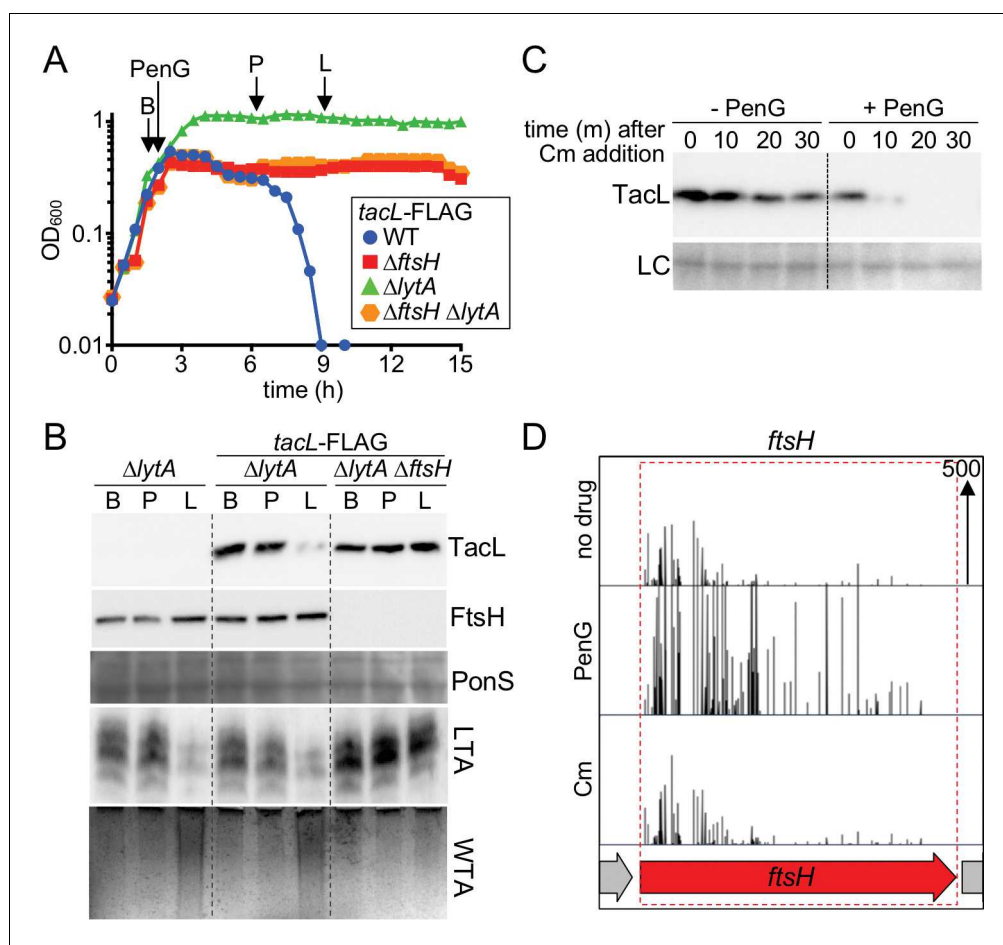 A
PenG
B
P
L
1
0.1
0.01
OD600
0
3
6
9
12
15
time (h)
tacL-FLAG
WT
ΔftsH
ΔlytA
ΔftsH ΔlytA
B
tacL-FLAG
ΔlytA
ΔlytA
ΔlytA ΔftsH
B P L B P L B P L
TacL
FtsH
PonS
LTA
WTA
C
- PenG + PenG
time (m) after
Cm addition
0 10 20 30 0 10 20 30
TacL
LC
D
ftsH
500
no drug
PenG
Cm
ftsH